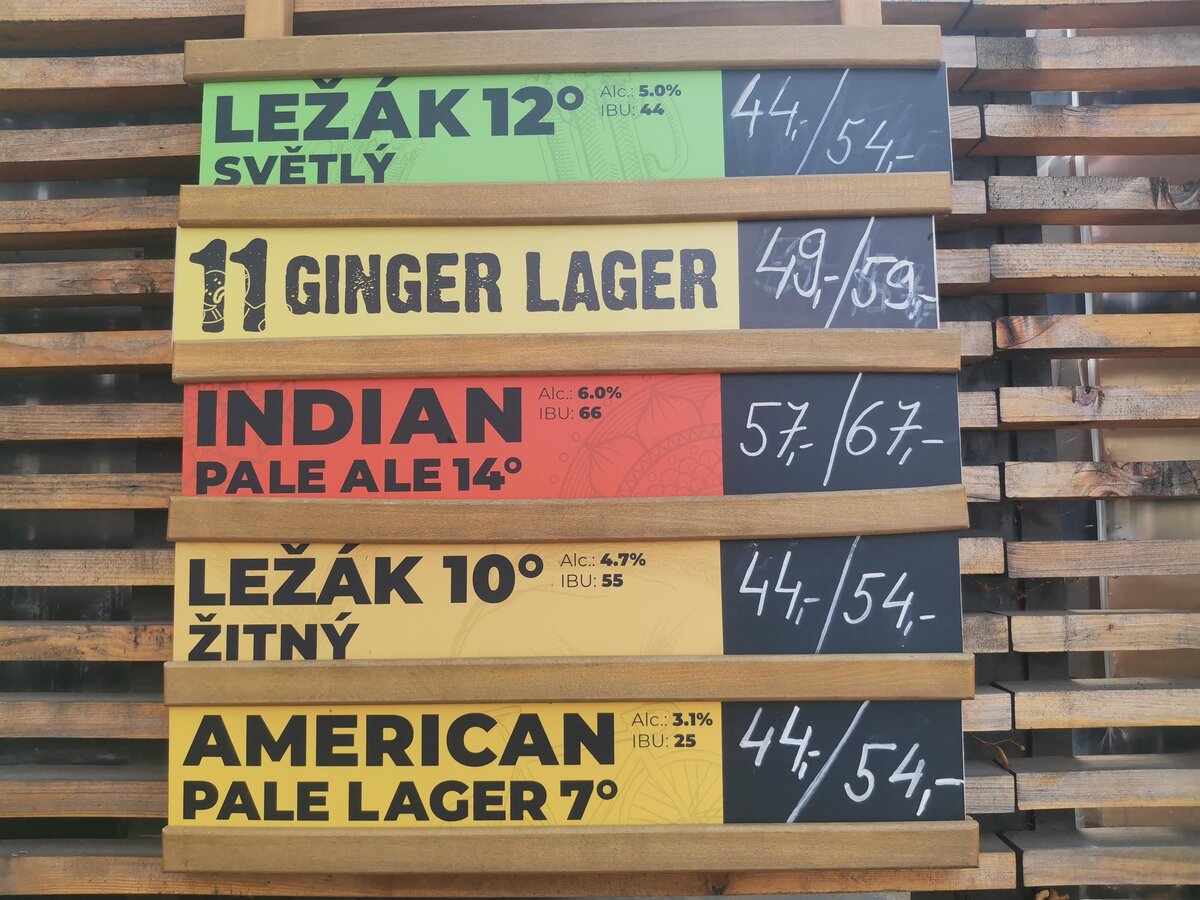 LEŽÁK 12° Alc.: 5.0%
IBU: 44
SVĚTLÝ
44,-/54,-
11 GINGER LAGER 49,-/59,-
INDIAN Alc.: 6.0%
IBU: 66
PALE ALE 14°
57,-/67,-
LEŽÁK 10° Alc.: 4.7%
IBU: 55
ŽITNÝ
44,-/54,-
AMERICAN Alc.: 3.1%
IBU: 25
PALE LAGER 7°
44,-/54,-